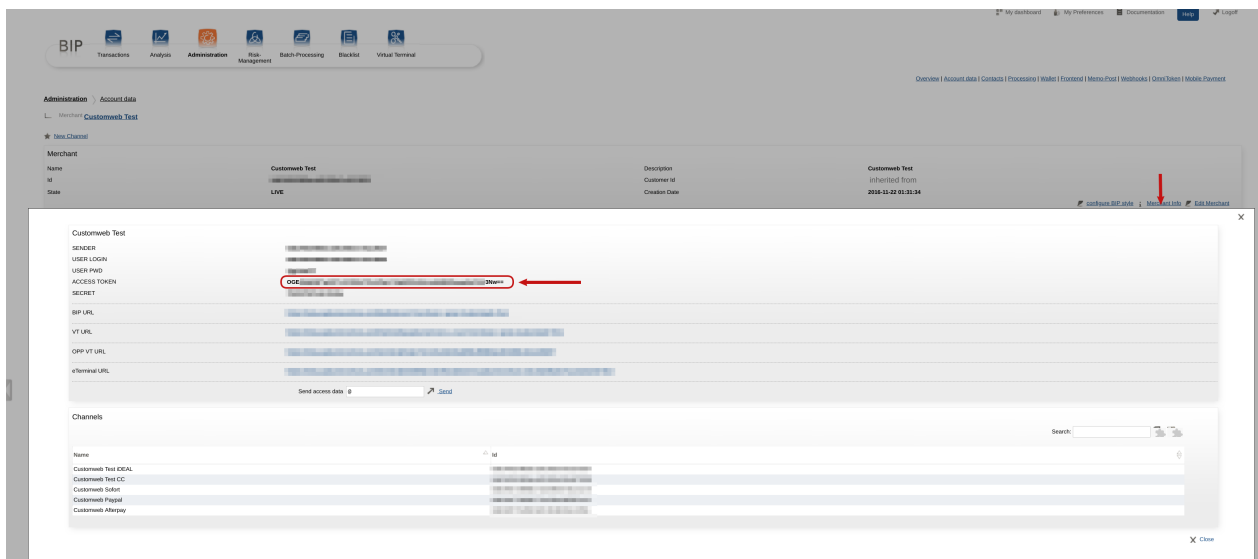 My dashboard My Preferences Documentation Help Logoff
BIP
Transactions Analysis Administration Risk-Management Batch-Processing Blacklist Virtual Terminal
Overview | Account data | Contacts | Processing | Wallet | Frontend | Memo-Post | Webhooks | OmniToken | Mobile Payment
Administration Account data
Merchant Customweb Test
New Channel
Merchant
Name Customweb Test Description Customweb Test
Id Customer Id inherited from
State LIVE Creation Date 2016-11-22 01:31:34
configure BIP style Merchant Info Edit Merchant
X
Customweb Test
SENDER
USER LOGIN
USER PWD
ACCESS TOKEN OGE 3Nw==
SECRET
BIP URL
VT URL
OPP VT URL
eTerminal URL
Send access data @ Send
Channels
Search:
Name Id
Customweb Test iDEAL
Customweb Test CC
Customweb Sofort
Customweb Paypal
Customweb Afterpay
X Close